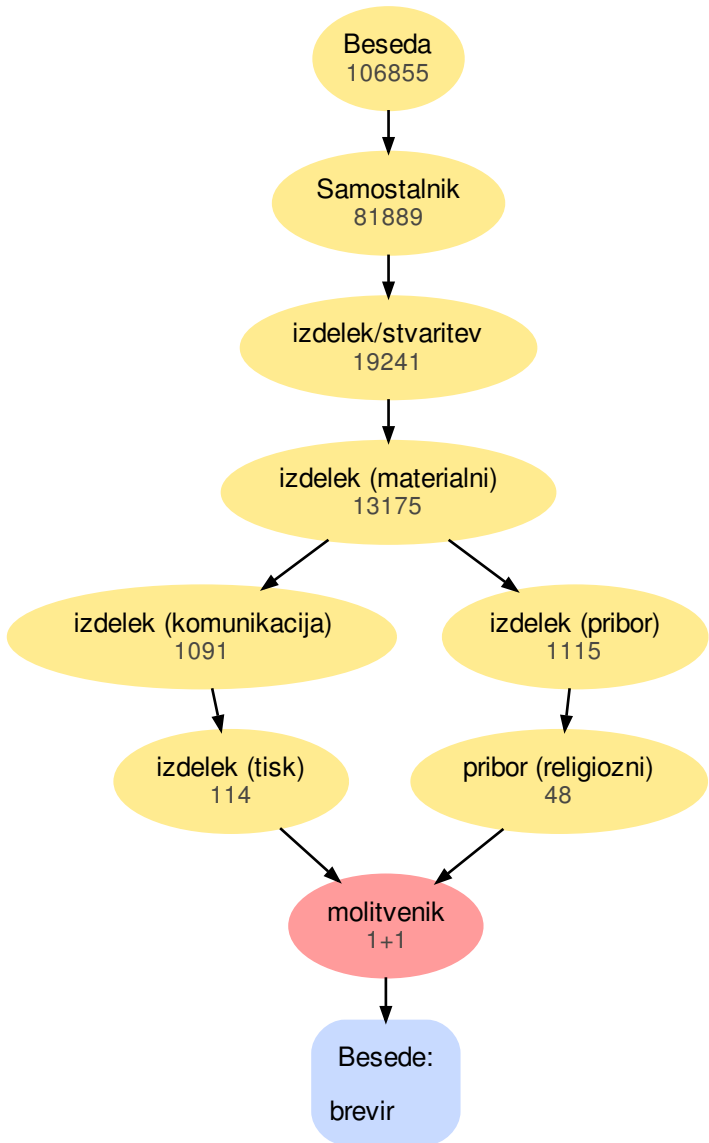 Beseda
106855
Samostalnik
81889
izdelek/stvaritev
19241
izdelek (materialni)
13175
izdelek (komunikacija)
1091
izdelek (pribor)
1115
izdelek (tisk)
114
pribor (religiozni)
48
molitvenik
1+1
Besede:
brevir